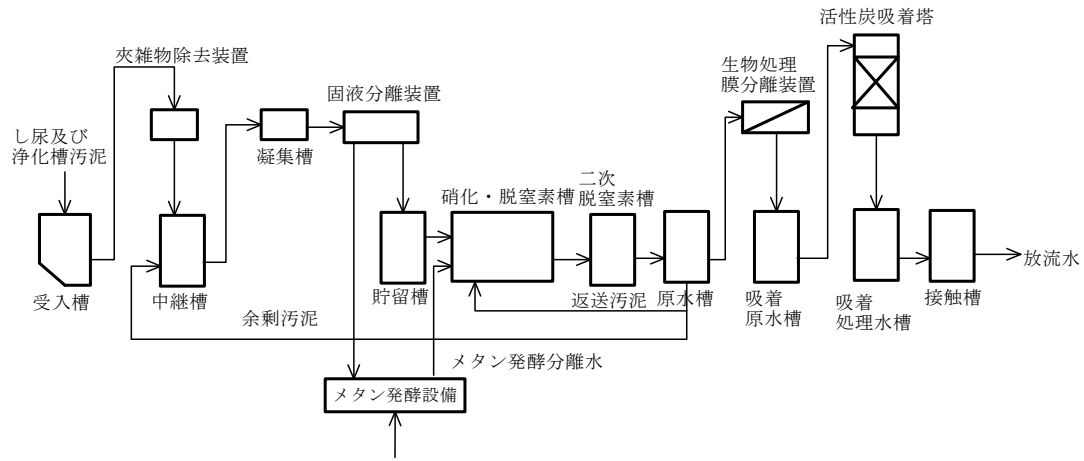 活性炭吸着塔
夾雑物除去装置
生物処理
膜分離装置
固液分離装置
し尿及び
浄化槽汚泥
凝集槽
硝化・脱窒素槽
二次
脱窒素槽
受入槽
中継槽
貯留槽
返送汚泥
原水槽
吸着
原水槽
吸着
処理水槽
接触槽
放流水
余剰汚泥
メタン発酵分離水
メタン発酵設備